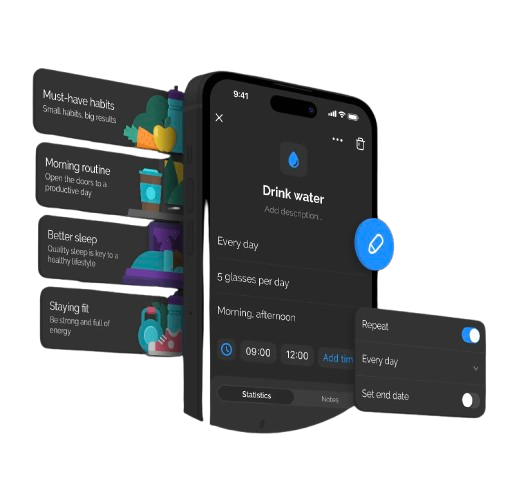 Must-have habits
Small habits, big results
Morning routine
Open the doors to a
productive day
Better sleep
Quality sleep is key to a
healthy lifestyle
Staying fit
Be strong and full of
energy
9:41
Drink water
Add description...
Every day
5 glasses per day
Morning, afternoon
09:00
12:00
Add tim
Statistics
Notes
Repeat
Every day
Set end date